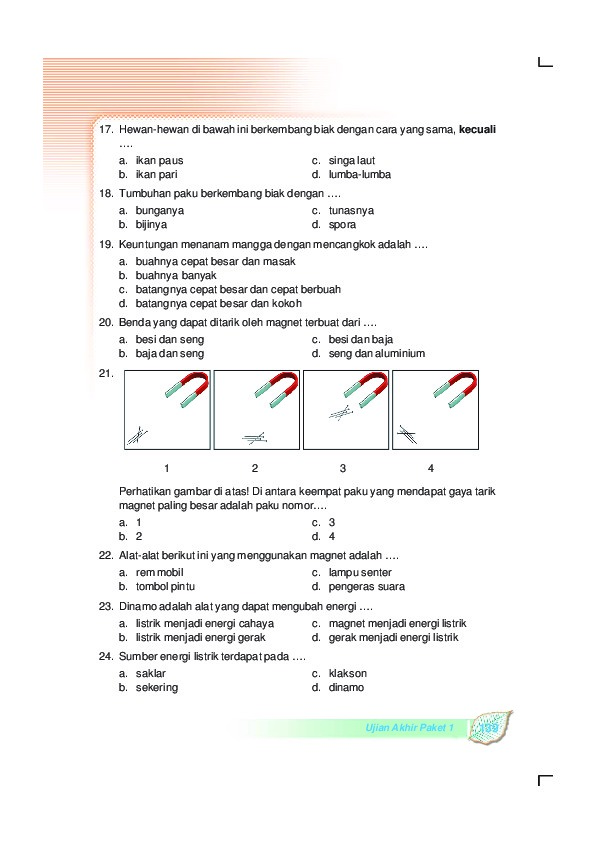 17. Hewan-hewan di bawah ini berkembang biak dengan cara yang sama, kecuali
….
a. ikan paus c. singa laut
b. ikan pari d. lumba-lumba
18. Tumbuhan paku berkembang biak dengan ….
a. bunganya c. tunasnya
b. bijinya d. spora
19. Keuntungan menanam mangga dengan mencangkok adalah ….
a. buahnya cepat besar dan masak
b. buahnya banyak
c. batangnya cepat besar dan cepat berbuah
d. batangnya cepat besar dan kokoh
20. Benda yang dapat ditarik oleh magnet terbuat dari ….
a. besi dan seng c. besi dan baja
b. baja dan seng d. seng dan aluminium
21.
1 2 3 4
Perhatikan gambar di atas! Di antara keempat paku yang mendapat gaya tarik
magnet paling besar adalah paku nomor….
a. 1 c. 3
b. 2 d. 4
22. Alat-alat berikut ini yang menggunakan magnet adalah ….
a. rem mobil c. lampu senter
b. tombol pintu d. pengeras suara
23. Dinamo adalah alat yang dapat mengubah energi ….
a. listrik menjadi energi cahaya c. magnet menjadi energi listrik
b. listrik menjadi energi gerak d. gerak menjadi energi listrik
24. Sumber energi listrik terdapat pada ….
a. saklar c. klakson
b. sekering d. dinamo
Ujian Akhir Paket 1 139